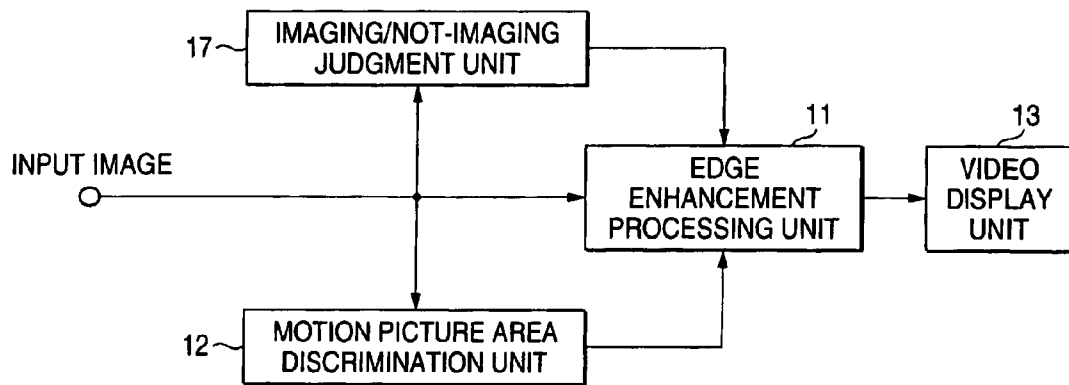 17
IMAGING/NOT-IMAGING
JUDGMENT UNIT
INPUT IMAGE
11
EDGE
ENHANCEMENT
PROCESSING UNIT
13
VIDEO
DISPLAY
UNIT
12
MOTION PICTURE AREA
DISCRIMINATION UNIT